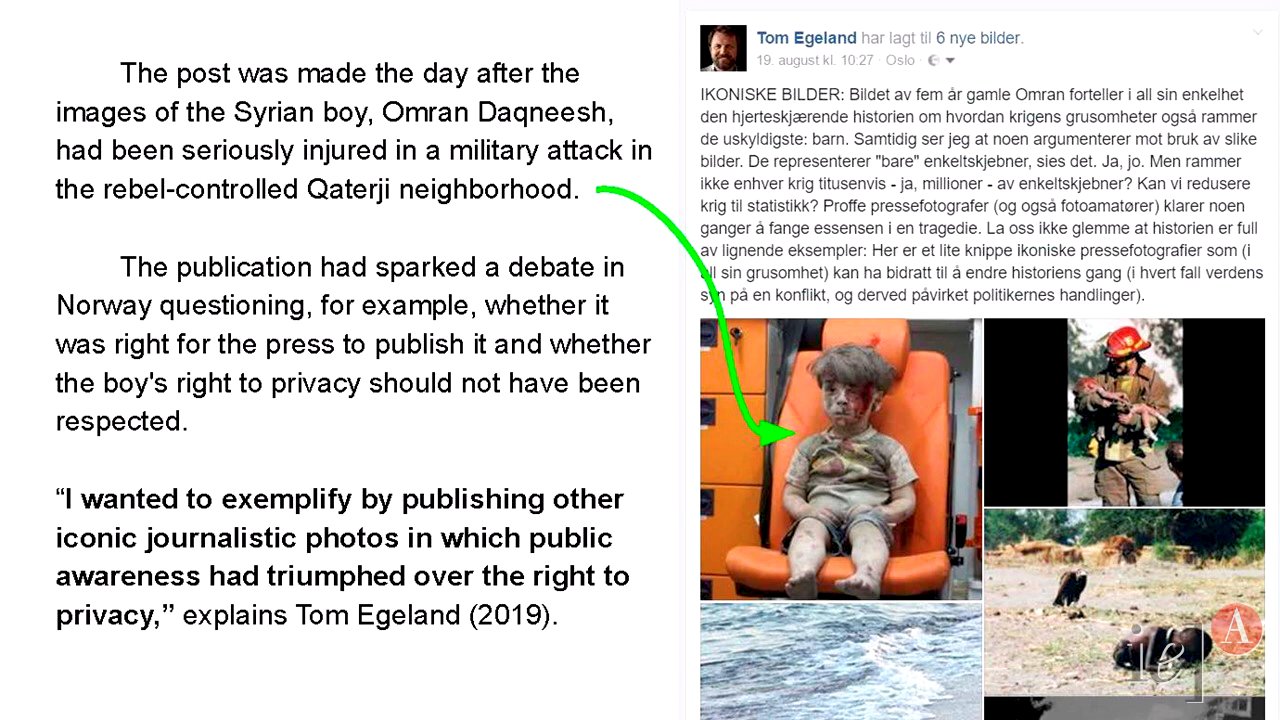 The post was made the day after the
images of the Syrian boy, Omran Daqneesh,
had been seriously injured in a military attack in
the rebel-controlled Qaterji neighborhood.
The publication had sparked a debate in
Norway questioning, for example, whether it
was right for the press to publish it and whether
the boy's right to privacy should not have been
respected.
“I wanted to exemplify by publishing other
iconic journalistic photos in which public
awareness had triumphed over the right to
privacy,” explains Tom Egeland (2019).
Tom Egeland har lagt til 6 nye bilder.
19. august kl. 10:27 · Oslo ·
IKONISKE BILDER: Bildet av fem år gamle Omran forteller i all sin enkelhet
den hjerteskjærende historien om hvordan krigens grusomheter også rammer
de uskyldigste: barn. Samtidig ser jeg at noen argumenterer mot bruk av slike
bilder. De representerer "bare" enkeltskjebner, sies det. Ja, jo. Men rammer
ikke enhver krig titusenvis - ja, millioner - av enkeltskjebner? Kan vi redusere
krig til statistikk? Proffe pressefotografer (og også fotoamatører) klarer noen
ganger å fange essensen i en tragedie. La oss ikke glemme at historien er full
av lignende eksempler: Her er et lite knippe ikoniske pressefotografier som (i
all sin grusomhet) kan ha bidratt til å endre historiens gang (i hvert fall verdens
syn på en konflikt, og derved påvirket politikernes handlinger).
[ie]
A